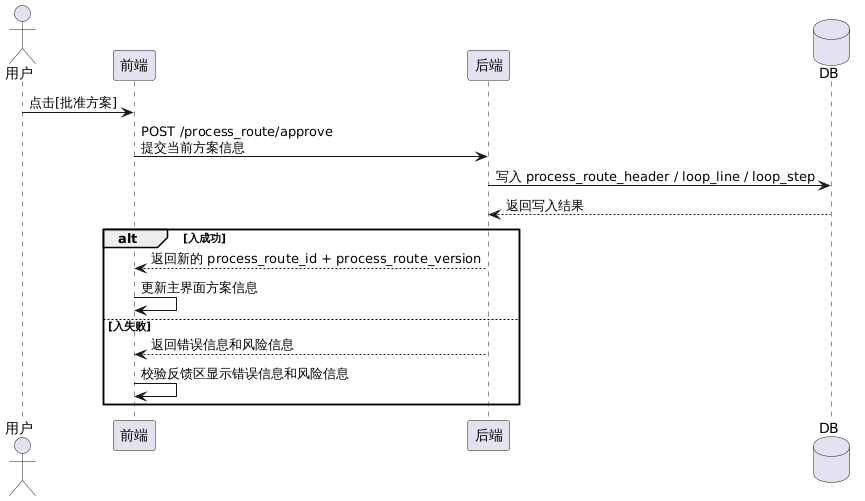 用户
前端
后端
DB
点击[批准方案]
POST /process_route/approve
提交当前方案信息
写入 process_route_header / loop_line / loop_step
返回写入结果
alt [入成功]
返回新的 process_route_id + process_route_version
更新主界面方案信息
[入失败]
返回错误信息和风险信息
校验反馈区显示错误信息和风险信息
用户
前端
后端
DB